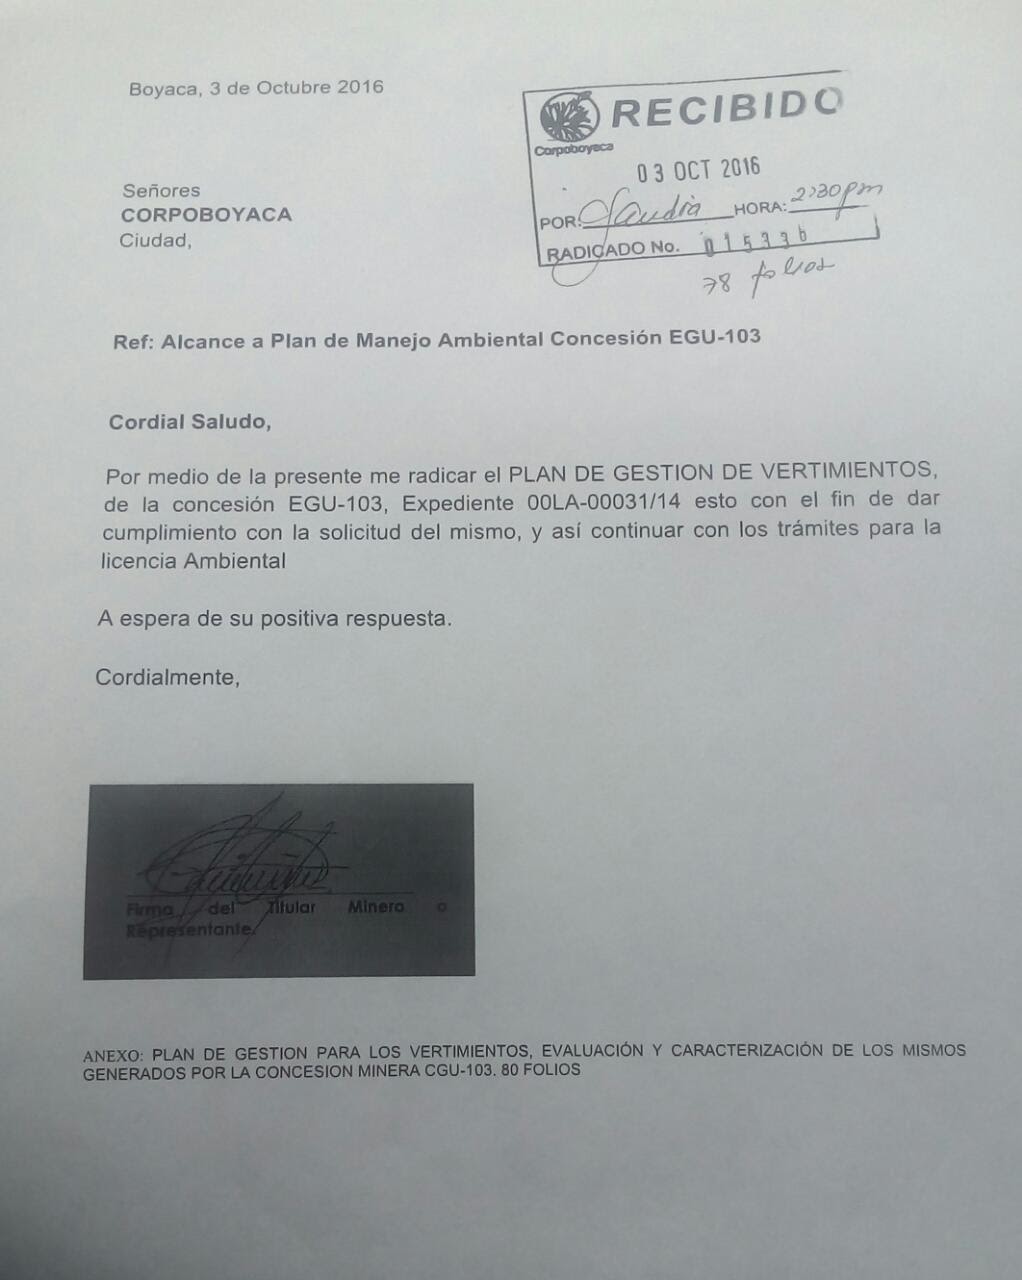 Boyaca, 3 de Octubre 2016
RECIBIDO
Corpoboyaca
03 OCT 2016
POR: Claudia HORA: 2:30pm
RADICADO No. 015336
78 folios
Señores
CORPOBOYACA
Ciudad,
Ref: Alcance a Plan de Manejo Ambiental Concesión EGU-103
Cordial Saludo,
Por medio de la presente me radicar el PLAN DE GESTION DE VERTIMIENTOS,
de la concesión EGU-103, Expediente 00LA-00031/14 esto con el fin de dar
cumplimiento con la solicitud del mismo, y así continuar con los trámites para la
licencia Ambiental
A espera de su positiva respuesta.
Cordialmente,
Firma del Titular Minero o
Representante.
ANEXO: PLAN DE GESTION PARA LOS VERTIMIENTOS, EVALUACIÓN Y CARACTERIZACIÓN DE LOS MISMOS
GENERADOS POR LA CONCESION MINERA CGU-103. 80 FOLIOS